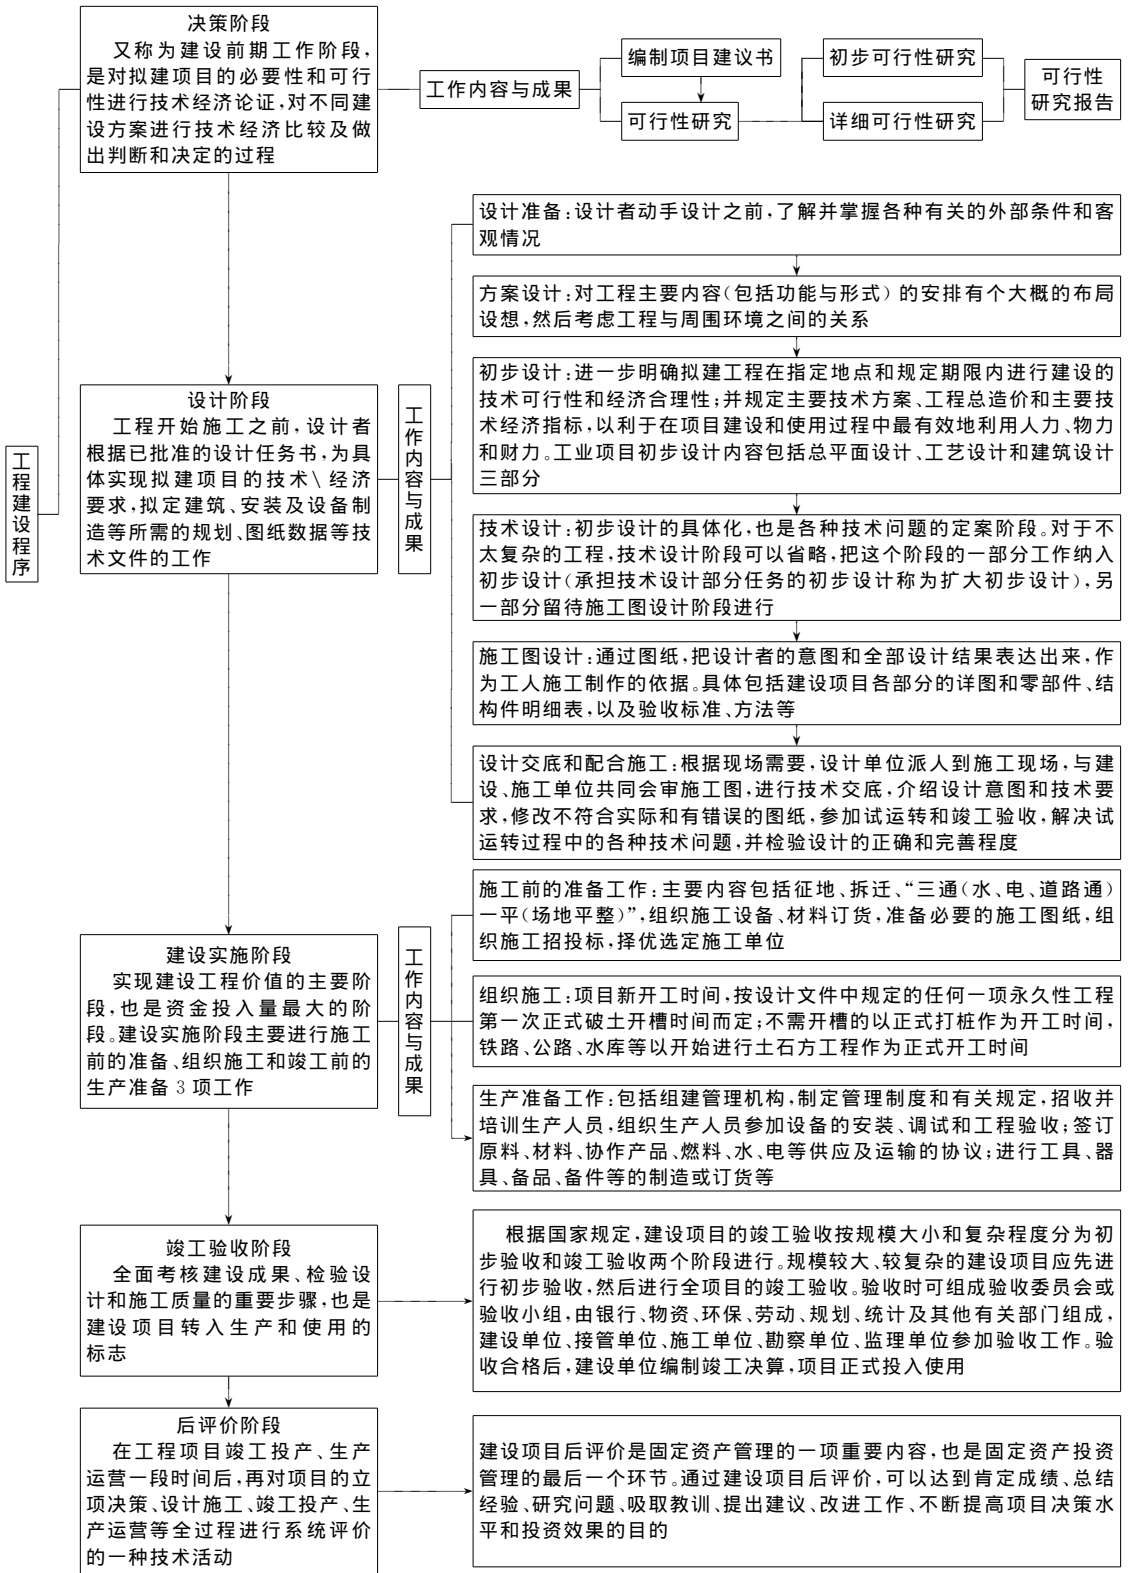 工程建设程序
决策阶段
又称为建设前期工作阶段,
是对拟建项目的必要性和可行
性进行技术经济论证,对不同建
设方案进行技术经济比较及做
出判断和决定的过程
工作内容与成果
编制项目建议书
可行性研究
初步可行性研究
详细可行性研究
可行性
研究报告
设计阶段
工程开始施工之前,设计者
根据已批准的设计任务书,为具
体实现拟建项目的技术\经济
要求,拟定建筑、安装及设备制
造等所需的规划、图纸数据等技
术文件的工作
工作内容与成果
设计准备:设计者动手设计之前,了解并掌握各种有关的外部条件和客
观情况
方案设计:对工程主要内容(包括功能与形式)的安排有个大概的布局
设想,然后考虑工程与周围环境之间的关系
初步设计:进一步明确拟建工程在指定地点和规定期限内进行建设的
技术可行性和经济合理性;并规定主要技术方案、工程总造价和主要技
术经济指标,以利于在项目建设和使用过程中最有效地利用人力、物力
和财力。工业项目初步设计内容包括总平面设计、工艺设计和建筑设计
三部分
技术设计:初步设计的具体化,也是各种技术问题的定案阶段。对于不
太复杂的工程,技术设计阶段可以省略,把这个阶段的一部分工作纳入
初步设计(承担技术设计部分任务的初步设计称为扩大初步设计),另
一部分留待施工图设计阶段进行
施工图设计:通过图纸,把设计者的意图和全部设计结果表达出来,作
为工人施工制作的依据。具体包括建设项目各部分的详图和零部件、结
构件明细表,以及验收标准、方法等
设计交底和配合施工:根据现场需要,设计单位派人到施工现场,与建
设、施工单位共同会审施工图,进行技术交底,介绍设计意图和技术要
求,修改不符合实际和有错误的图纸,参加试运转和竣工验收,解决试
运转过程中的各种技术问题,并检验设计的正确和完善程度
建设实施阶段
实现建设工程价值的主要阶
段,也是资金投入量最大的阶
段。建设实施阶段主要进行施工
前的准备、组织施工和竣工前的
生产准备 3 项工作
工作内容与成果
施工前的准备工作:主要内容包括征地、拆迁、“三通(水、电、道路通)
一平(场地平整)”,组织施工设备、材料订货,准备必要的施工图纸,组
织施工招投标,择优选定施工单位
组织施工:项目新开工时间,按设计文件中规定的任何一项永久性工程
第一次正式破土开槽时间而定;不需开槽的以正式打桩作为开工时间,
铁路、公路、水库等以开始进行土石方工程作为正式开工时间
生产准备工作:包括组建管理机构,制定管理制度和有关规定,招收并
培训生产人员,组织生产人员参加设备的安装、调试和工程验收;签订
原料、材料、协作产品、燃料、水、电等供应及运输的协议;进行工具、器
具、备品、备件等的制造或订货等
竣工验收阶段
全面考核建设成果、检验设
计和施工质量的重要步骤,也是
建设项目转入生产和使用的
标志
根据国家规定,建设项目的竣工验收按规模大小和复杂程度分为初
步验收和竣工验收两个阶段进行。规模较大、较复杂的建设项目应先进
行初步验收,然后进行全项目的竣工验收。验收时可组成验收委员会或
验收小组,由银行、物资、环保、劳动、规划、统计及其他有关部门组成,
建设单位、接管单位、施工单位、勘察单位、监理单位参加验收工作。验
收合格后,建设单位编制竣工决算,项目正式投入使用
后评价阶段
在工程项目竣工投产、生产
运营一段时间后,再对项目的立
项决策、设计施工、竣工投产、生
产运营等全过程进行系统评价
的一种技术活动
建设项目后评价是固定资产管理的一项重要内容,也是固定资产投资
管理的最后一个环节。通过建设项目后评价,可以达到肯定成绩、总结
经验、研究问题、吸取教训、提出建议、改进工作、不断提高项目决策水
平和投资效果的目的